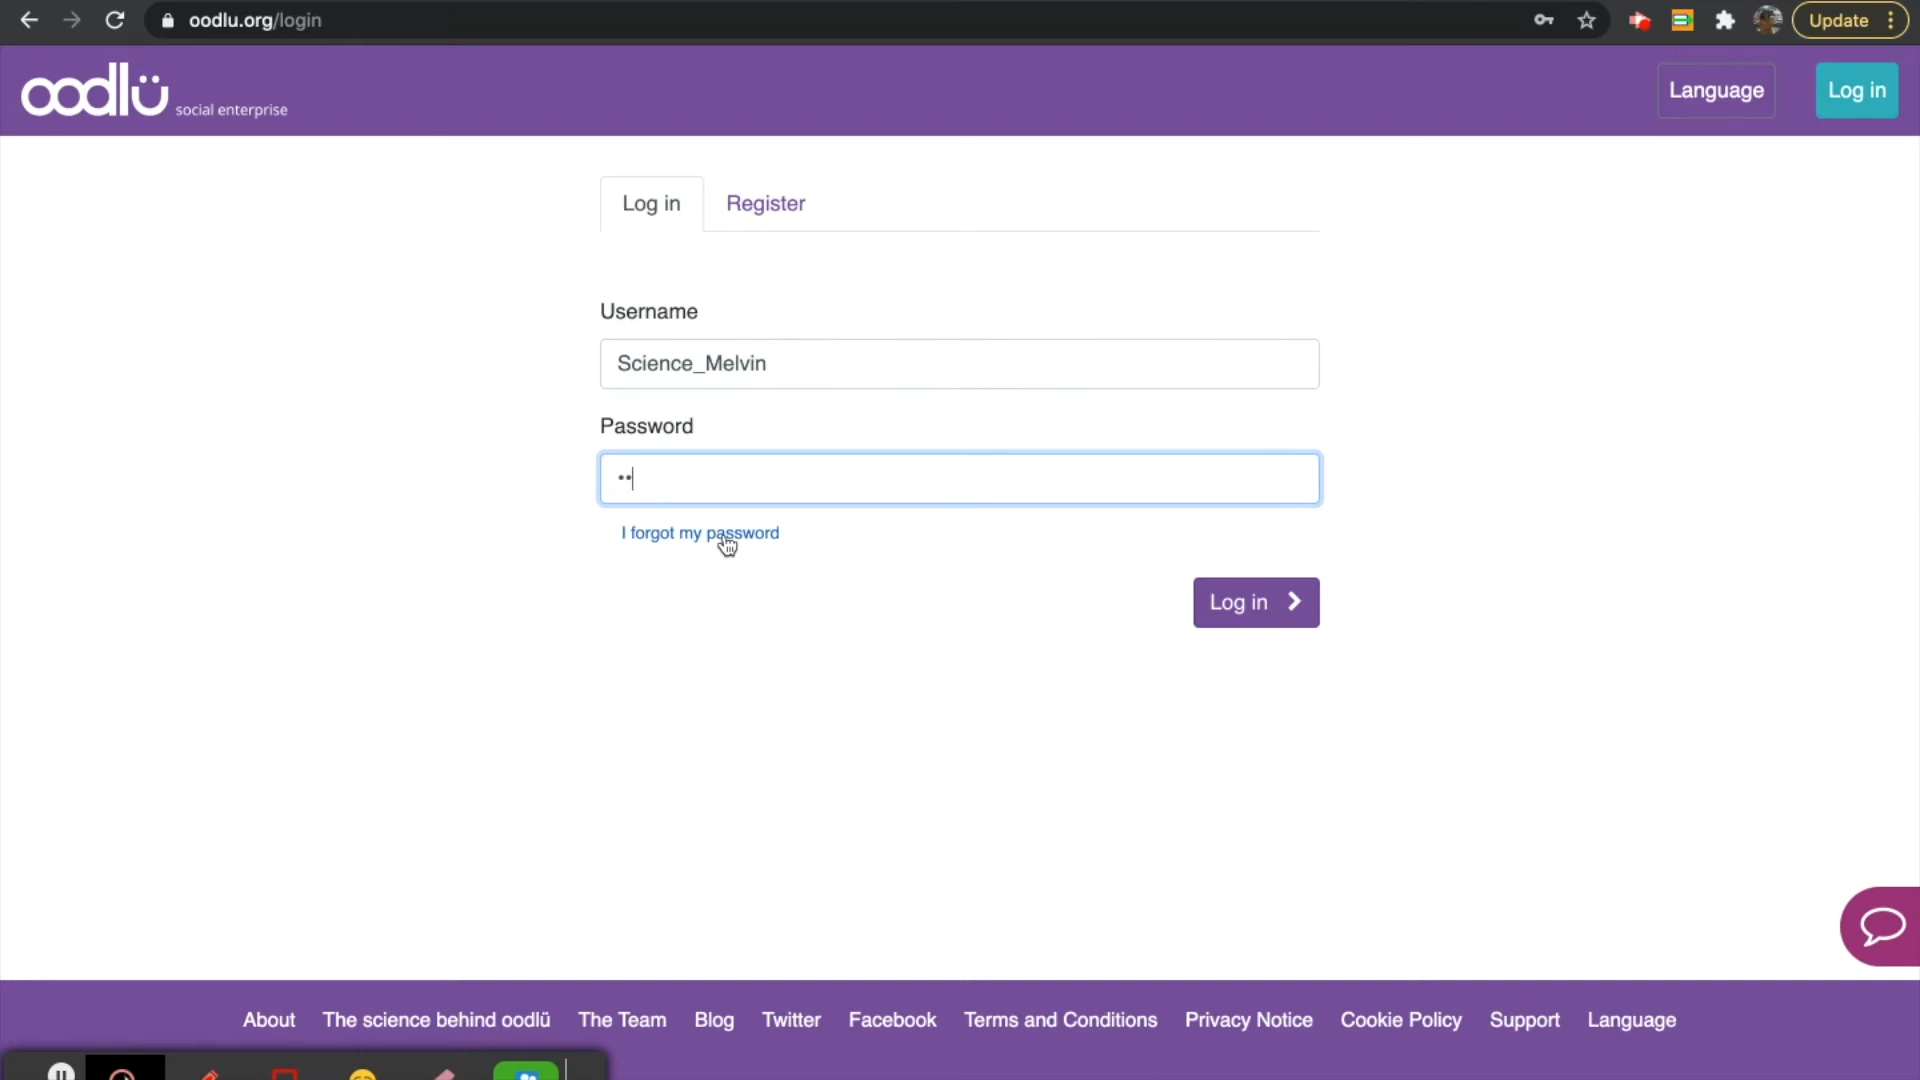 oodlu.org/login
Update
oodlü social enterprise
Language
Log in
Log in
Register
Username
Science_Melvin
Password
••
I forgot my password
Log in
About
The science behind oodlü
The Team
Blog
Twitter
Facebook
Terms and Conditions
Privacy Notice
Cookie Policy
Support
Language